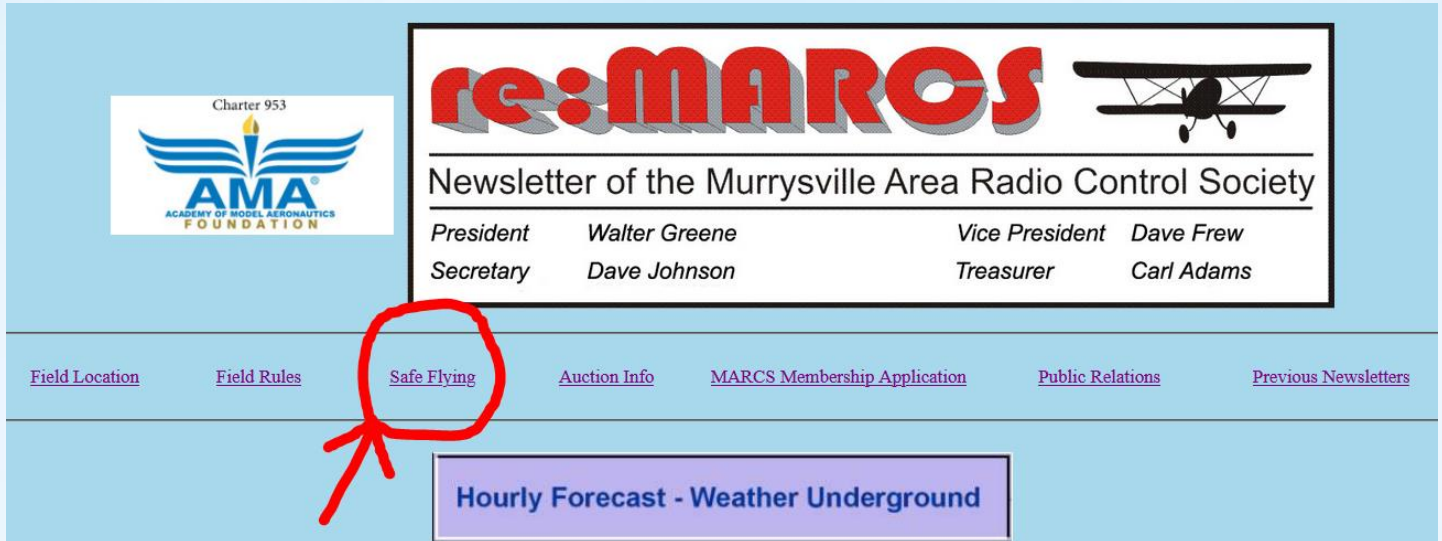 Charter 953
AMA®
ACADEMY OF MODEL AERONAUTICS
FOUNDATION
re:MARCS
Newsletter of the Murrysville Area Radio Control Society
President Walter Greene Vice President Dave Frew
Secretary Dave Johnson Treasurer Carl Adams
Field Location Field Rules Safe Flying Auction Info MARCS Membership Application Public Relations Previous Newsletters
Hourly Forecast - Weather Underground